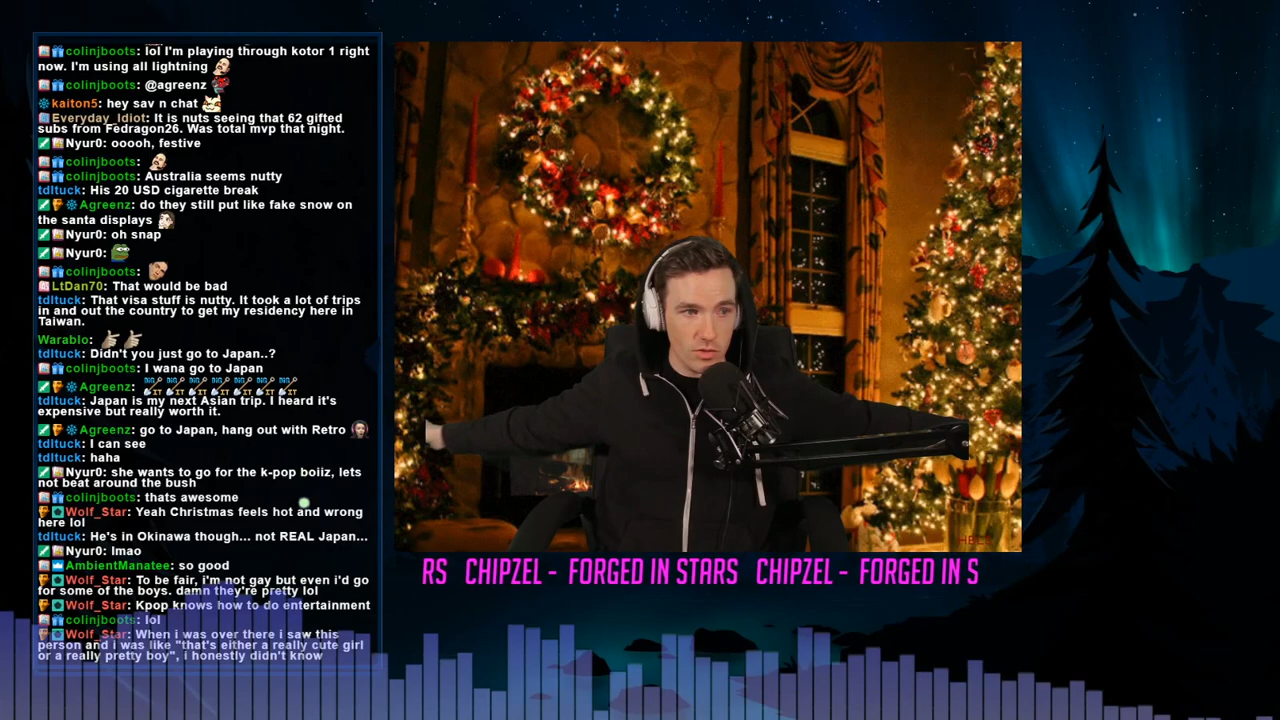 colinjboots: lol I'm playing through kotor 1 right
now. I'm using all lightning
colinjboots: @agreenz
kaiton5: hey sav n chat
Everyday_Idiot: It is nuts seeing that 62 gifted
subs from Fedragon26. Was total mvp that night.
Nyur0: ooooh, festive
colinjboots:
colinjboots: Australia seems nutty
tdltuck: His 20 USD cigarette break
Agreenz: do they still put like fake snow on
the santa displays
Nyur0: oh snap
Nyur0:
colinjboots:
LtDan70: That would be bad
tdltuck: That visa stuff is nutty. It took a lot of trips
in and out the country to get my residency here in
Taiwan.
Warablo:
tdltuck: Didn't you just go to Japan..?
colinjboots: I wana go to Japan
Agreenz:
tdltuck: Japan is my next Asian trip. I heard it's
expensive but really worth it.
Agreenz: go to Japan, hang out with Retro
tdltuck: I can see
tdltuck: haha
Nyur0: she wants to go for the k-pop boiiz, lets
not beat around the bush
colinjboots: thats awesome
Wolf_Star: Yeah Christmas feels hot and wrong
here lol
tdltuck: He's in Okinawa though... not REAL Japan...
Nyur0: lmao
AmbientManatee: so good
Wolf_Star: To be fair, i'm not gay but even i'd go
for some of the boys. damn they're pretty lol
Wolf_Star: Kpop knows how to do entertainment
colinjboots: lol
Wolf_Star: When i was over there i saw this
person and i was like "that's either a really cute girl
or a really pretty boy", i honestly didn't know
RS CHIPZEL - FORGED IN STARS CHIPZEL - FORGED IN S